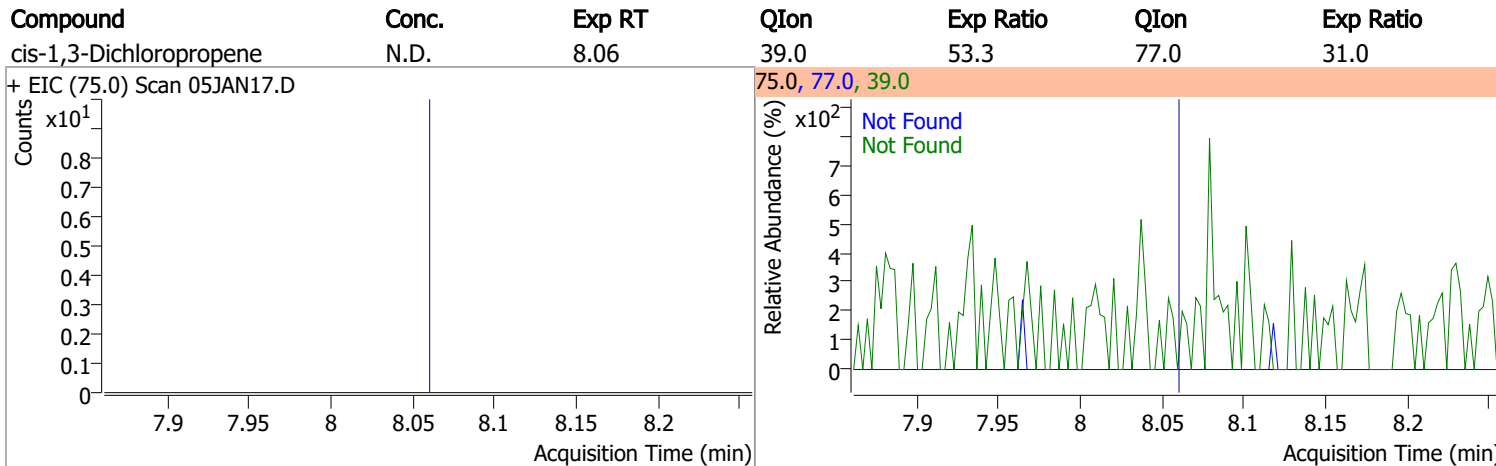 Compound Conc. Exp RT QIon Exp Ratio QIon Exp Ratio
cis-1,3-Dichloropropene N.D. 8.06 39.0 53.3 77.0 31.0
+ EIC (75.0) Scan 05JAN17.D
Counts
x10^1
0.8
0.7
0.6
0.5
0.4
0.3
0.2
0.1
0
7.9 7.95 8 8.05 8.1 8.15 8.2
Acquisition Time (min)
75.0, 77.0, 39.0
Relative Abundance (%)
x10^2
Not Found
Not Found
7
6
5
4
3
2
1
0
7.9 7.95 8 8.05 8.1 8.15 8.2
Acquisition Time (min)